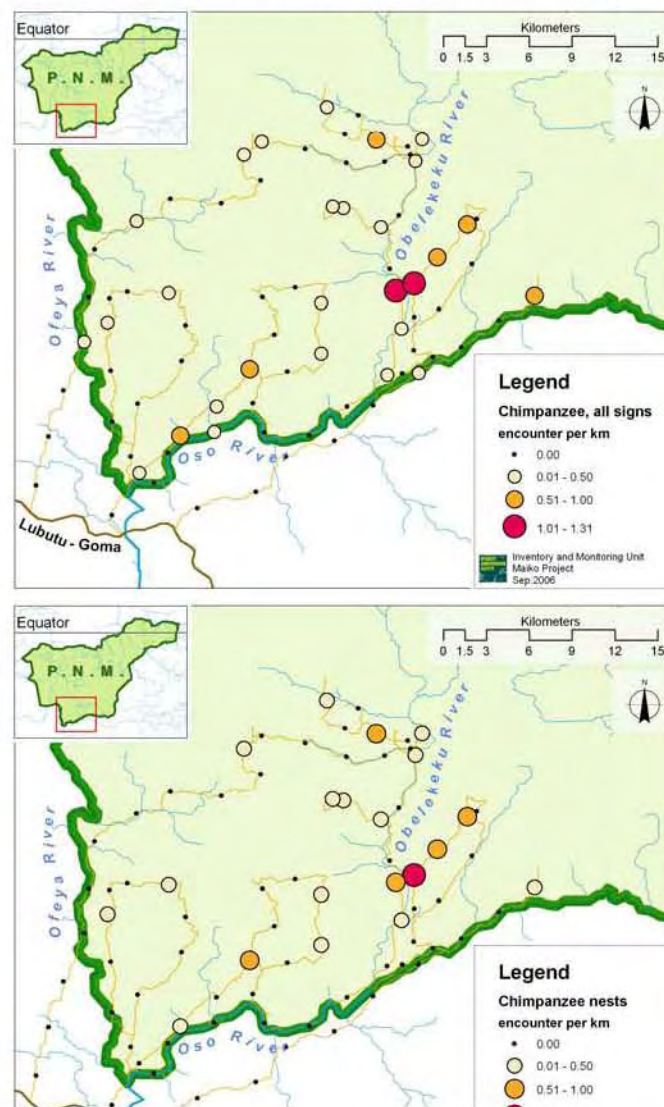 Equator
P. N. M.
Kilometers
0 1.5 3 6 9 12 15
N
Obelekeku River
Ofeya River
Oso River
Lubutu - Goma
Legend
Chimpanzee, all signs
encounter per km
0.00
0.01 - 0.50
0.51 - 1.00
1.01 - 1.31
Inventory and Monitoring Unit
Maiko Project
Sep.2006
Equator
P. N. M.
Kilometers
0 1.5 3 6 9 12 15
N
Obelekeku River
Ofeya River
Oso River
Legend
Chimpanzee nests
encounter per km
0.00
0.01 - 0.50
0.51 - 1.00